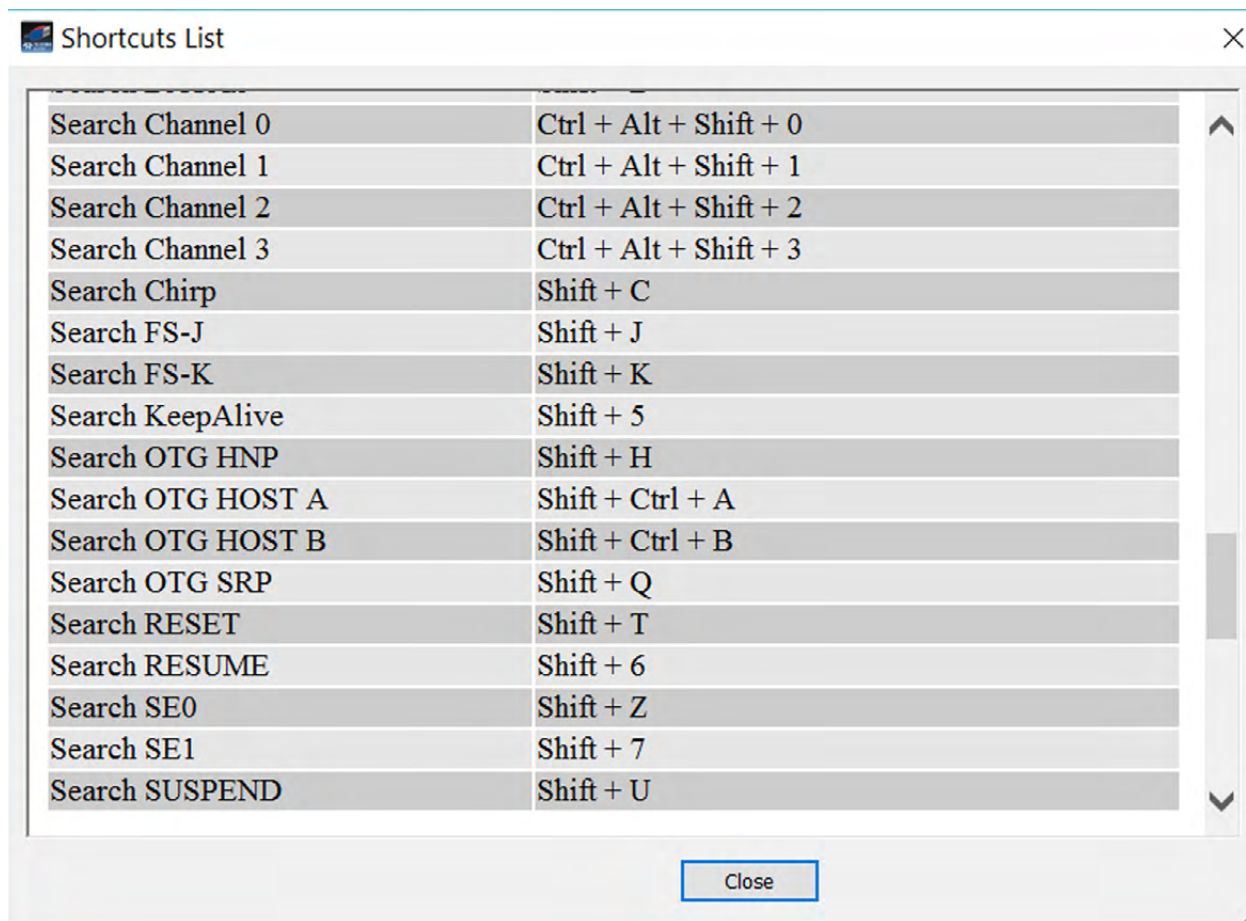 Shortcuts List
Search Channel 0 Ctrl + Alt + Shift + 0
Search Channel 1 Ctrl + Alt + Shift + 1
Search Channel 2 Ctrl + Alt + Shift + 2
Search Channel 3 Ctrl + Alt + Shift + 3
Search Chirp Shift + C
Search FS-J Shift + J
Search FS-K Shift + K
Search KeepAlive Shift + 5
Search OTG HNP Shift + H
Search OTG HOST A Shift + Ctrl + A
Search OTG HOST B Shift + Ctrl + B
Search OTG SRP Shift + Q
Search RESET Shift + T
Search RESUME Shift + 6
Search SE0 Shift + Z
Search SE1 Shift + 7
Search SUSPEND Shift + U
Close